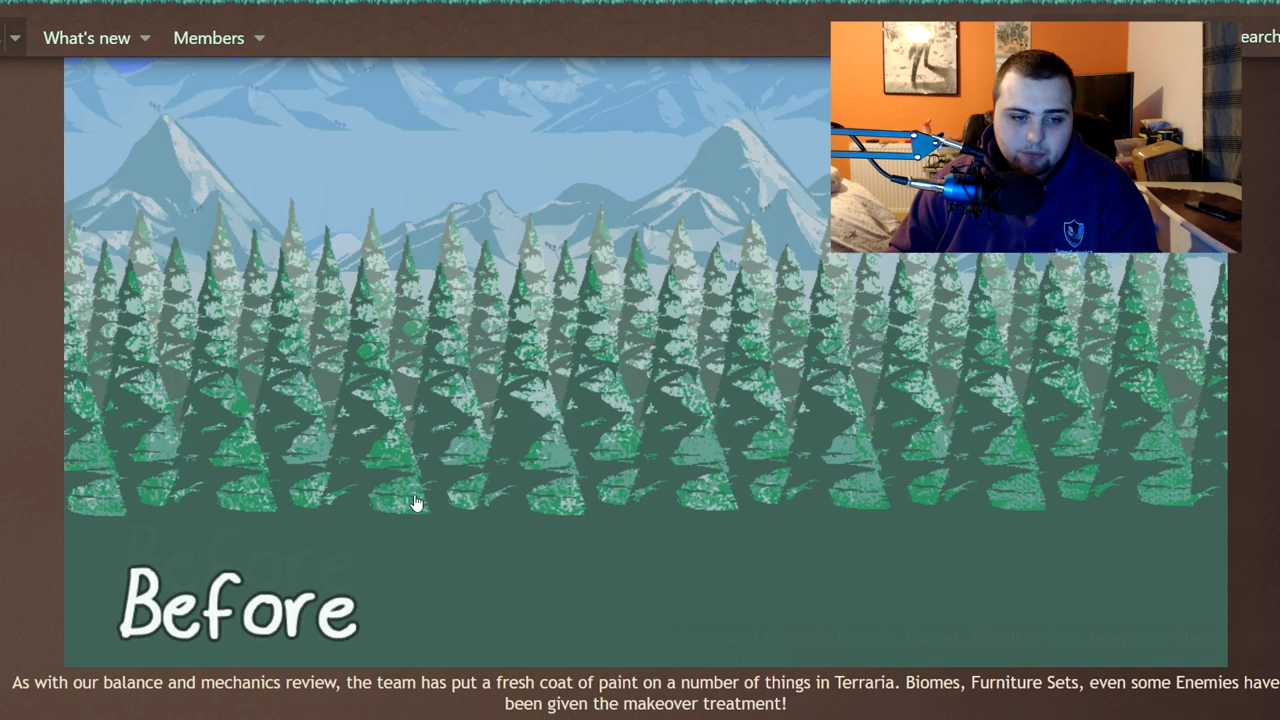 What's new
Members
earch
Before
As with our balance and mechanics review, the team has put a fresh coat of paint on a number of things in Terraria. Biomes, Furniture Sets, even some Enemies have
been given the makeover treatment!